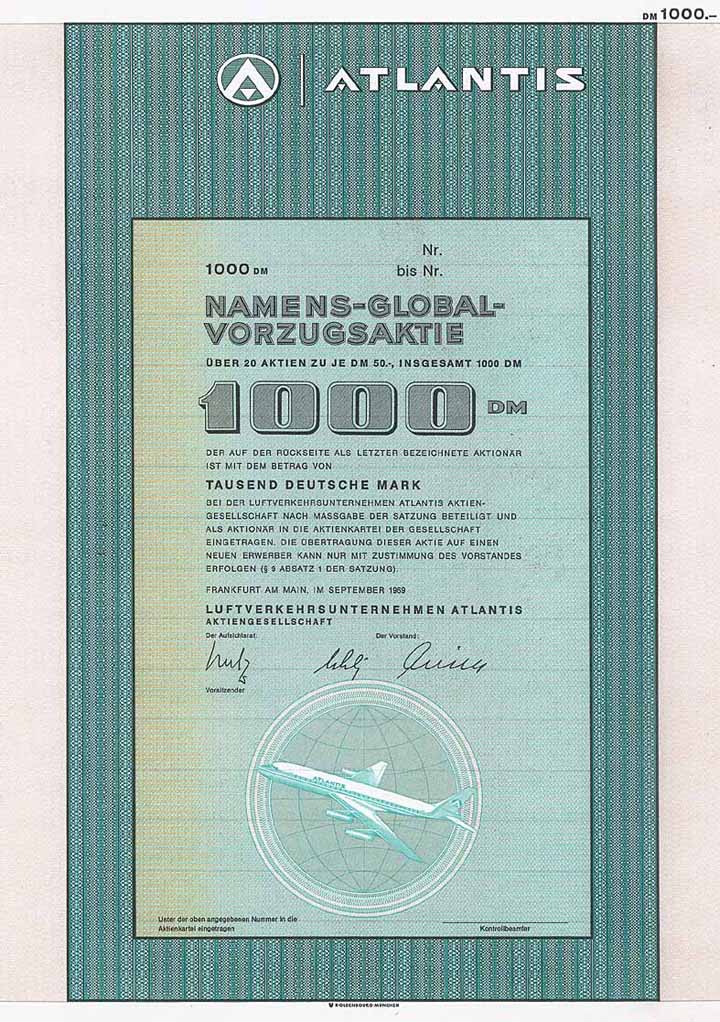 DM 1000.–
ATLANTIS
Nr.
1000 DM bis Nr.
NAMENS-GLOBAL-
VORZUGSAKTIE
ÜBER 20 AKTIEN ZU JE DM 50.-, INSGESAMT 1000 DM
1000 DM
DER AUF DER RÜCKSEITE ALS LETZTER BEZEICHNETE AKTIONÄR
IST MIT DEM BETRAG VON
TAUSEND DEUTSCHE MARK
BEI DER LUFTVERKEHRSUNTERNEHMEN ATLANTIS AKTIEN-
GESELLSCHAFT NACH MASSGABE DER SATZUNG BETEILIGT UND
ALS AKTIONÄR IN DIE AKTIENKARTEI DER GESELLSCHAFT
EINGETRAGEN. DIE ÜBERTRAGUNG DIESER AKTIE AUF EINEN
NEUEN ERWERBER KANN NUR MIT ZUSTIMMUNG DES VORSTANDES
ERFOLGEN (§ 9 ABSATZ 1 DER SATZUNG).
FRANKFURT AM MAIN, IM SEPTEMBER 1969
LUFTVERKEHRSUNTERNEHMEN ATLANTIS
AKTIENGESELLSCHAFT
Der Aufsichtsrat: Der Vorstand:
Vorsitzender
ATLANTIS
Unter der oben angegebenen Nummer in die
Aktienkartei eingetragen
Kontrollbeamter
R·OLDENBOURG·MÜNCHEN